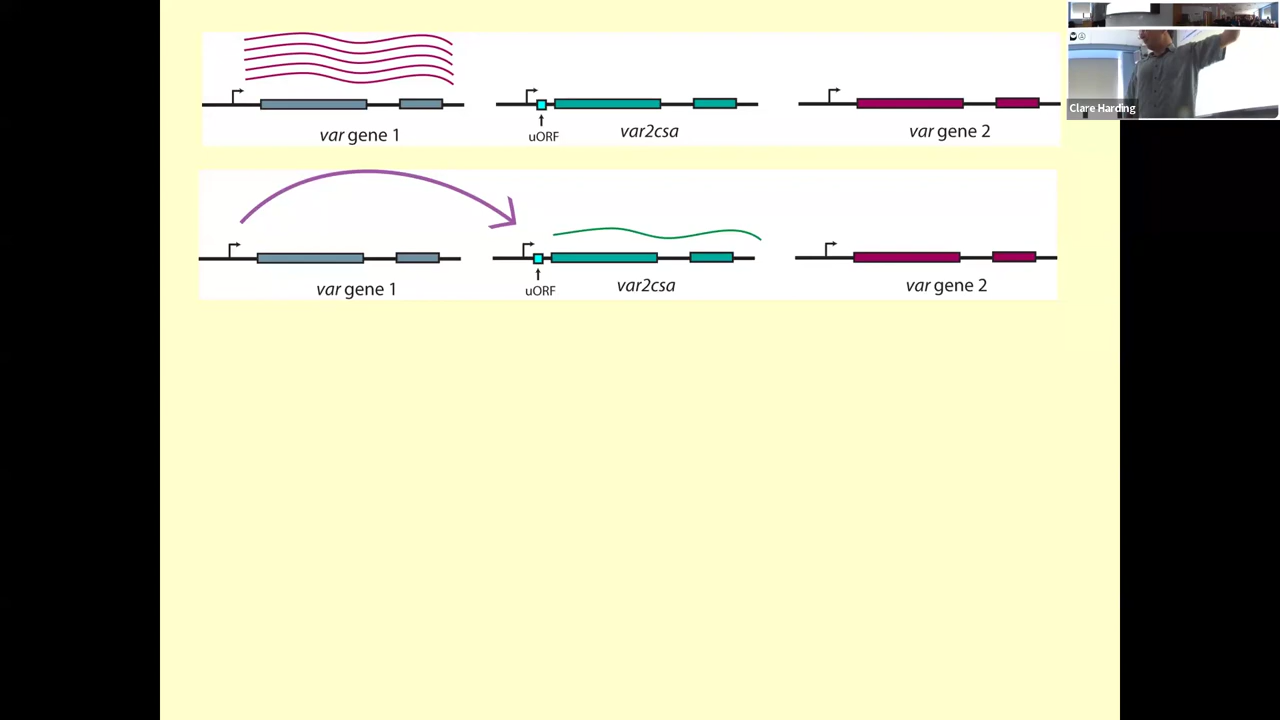 Clare Harding
var gene 1
uORF
var2csa
var gene 2
var gene 1
uORF
var2csa
var gene 2